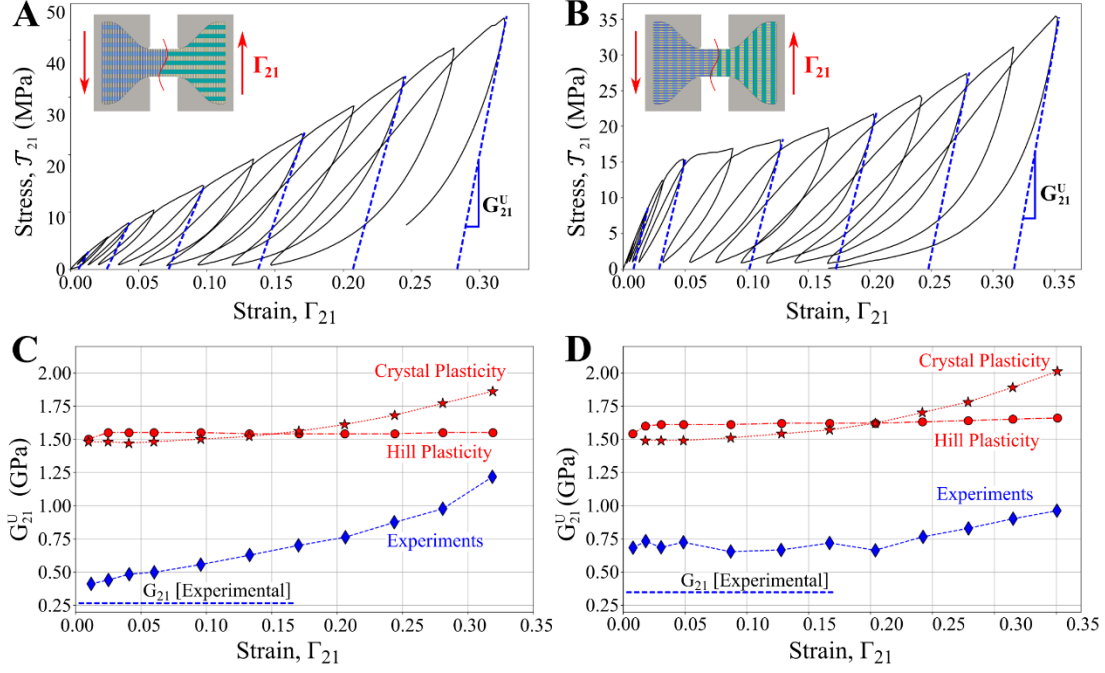 A
50
40
30
20
10
0
0.00 0.05 0.10 0.15 0.20 0.25 0.30
Stress, 𝒯21 (MPa)
Strain, Γ21
Γ21
G21U
B
35
30
25
20
15
10
5
0
0.00 0.05 0.10 0.15 0.20 0.25 0.30 0.35
Stress, 𝒯21 (MPa)
Strain, Γ21
Γ21
G21U
C
2.00
1.75
1.50
1.25
1.00
0.75
0.50
0.25
0.00 0.05 0.10 0.15 0.20 0.25 0.30 0.35
G21U (GPa)
Strain, Γ21
Crystal Plasticity
Hill Plasticity
Experiments
G21 [Experimental]
D
2.00
1.75
1.50
1.25
1.00
0.75
0.50
0.25
0.00 0.05 0.10 0.15 0.20 0.25 0.30 0.35
G21U (GPa)
Strain, Γ21
Crystal Plasticity
Hill Plasticity
Experiments
G21 [Experimental]